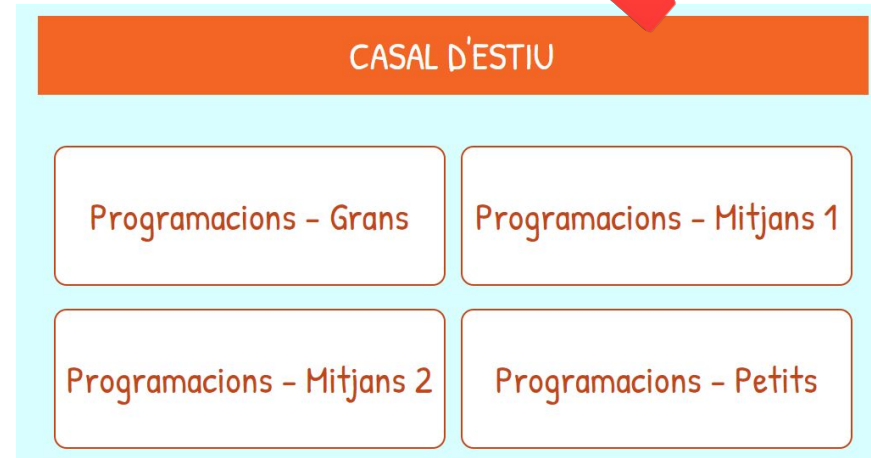 CASAL D'ESTIU
Programacions - Grans
Programacions - Mitjans 1
Programacions - Mitjans 2
Programacions - Petits